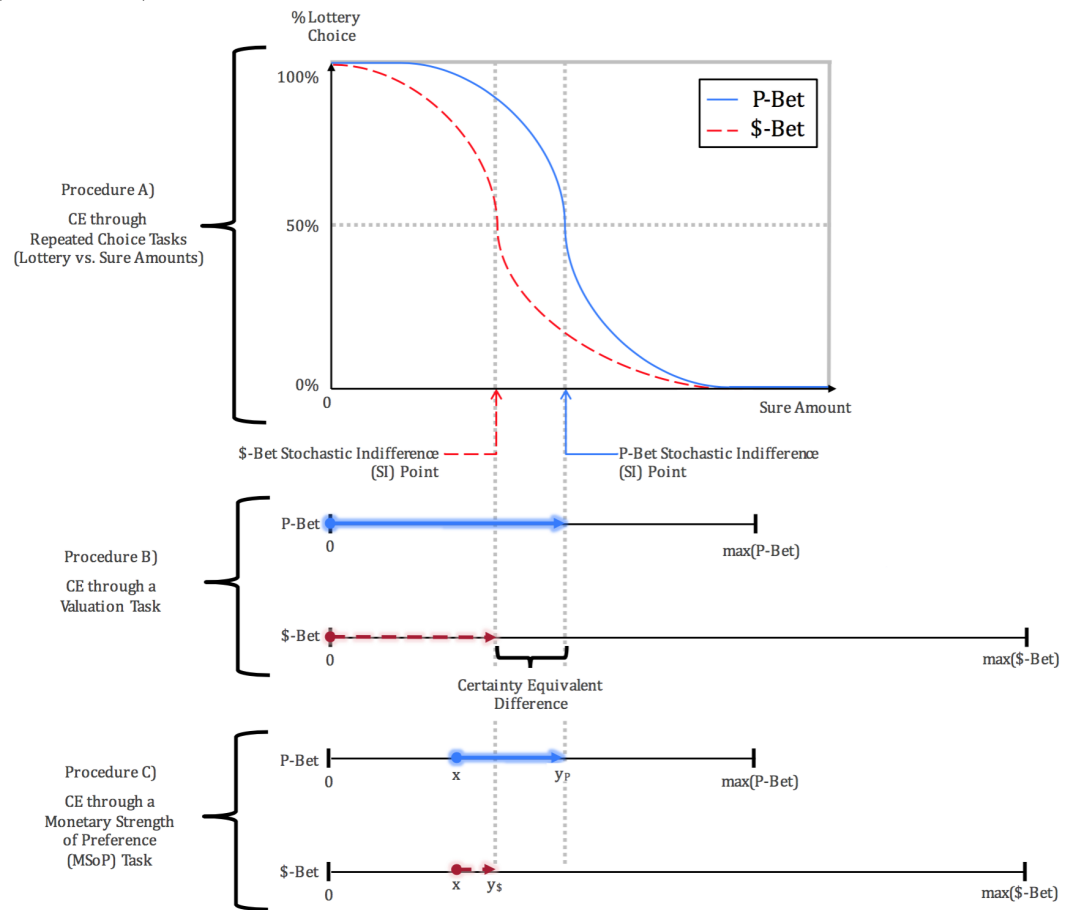 % Lottery
Choice
100%
P-Bet
$-Bet
Procedure A)
CE through
Repeated Choice Tasks
(Lottery vs. Sure Amounts)
50%
0%
0
Sure Amount
$-Bet Stochastic Indifference
(SI) Point
P-Bet Stochastic Indifference
(SI) Point
Procedure B)
CE through a
Valuation Task
P-Bet
0
max(P-Bet)
$-Bet
0
max($-Bet)
Certainty Equivalent
Difference
Procedure C)
CE through a
Monetary Strength
of Preference
(MSoP) Task
P-Bet
0
x
yₚ
max(P-Bet)
$-Bet
0
x
y$
max($-Bet)